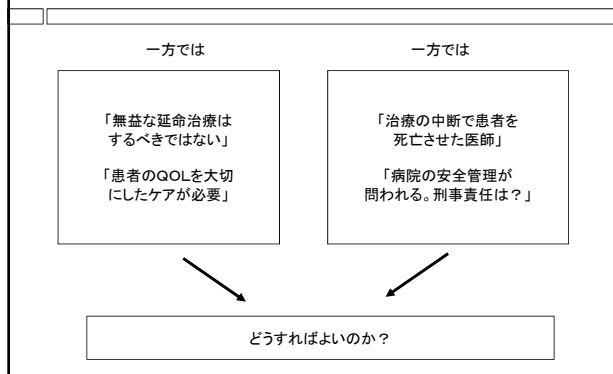 一方では
「無益な延命治療は
するべきではない」
「患者のQOLを大切
にしたケアが必要」
一方では
「治療の中断で患者を
死亡させた医師」
「病院の安全管理が
問われる。刑事責任は？」
どうすればよいのか？